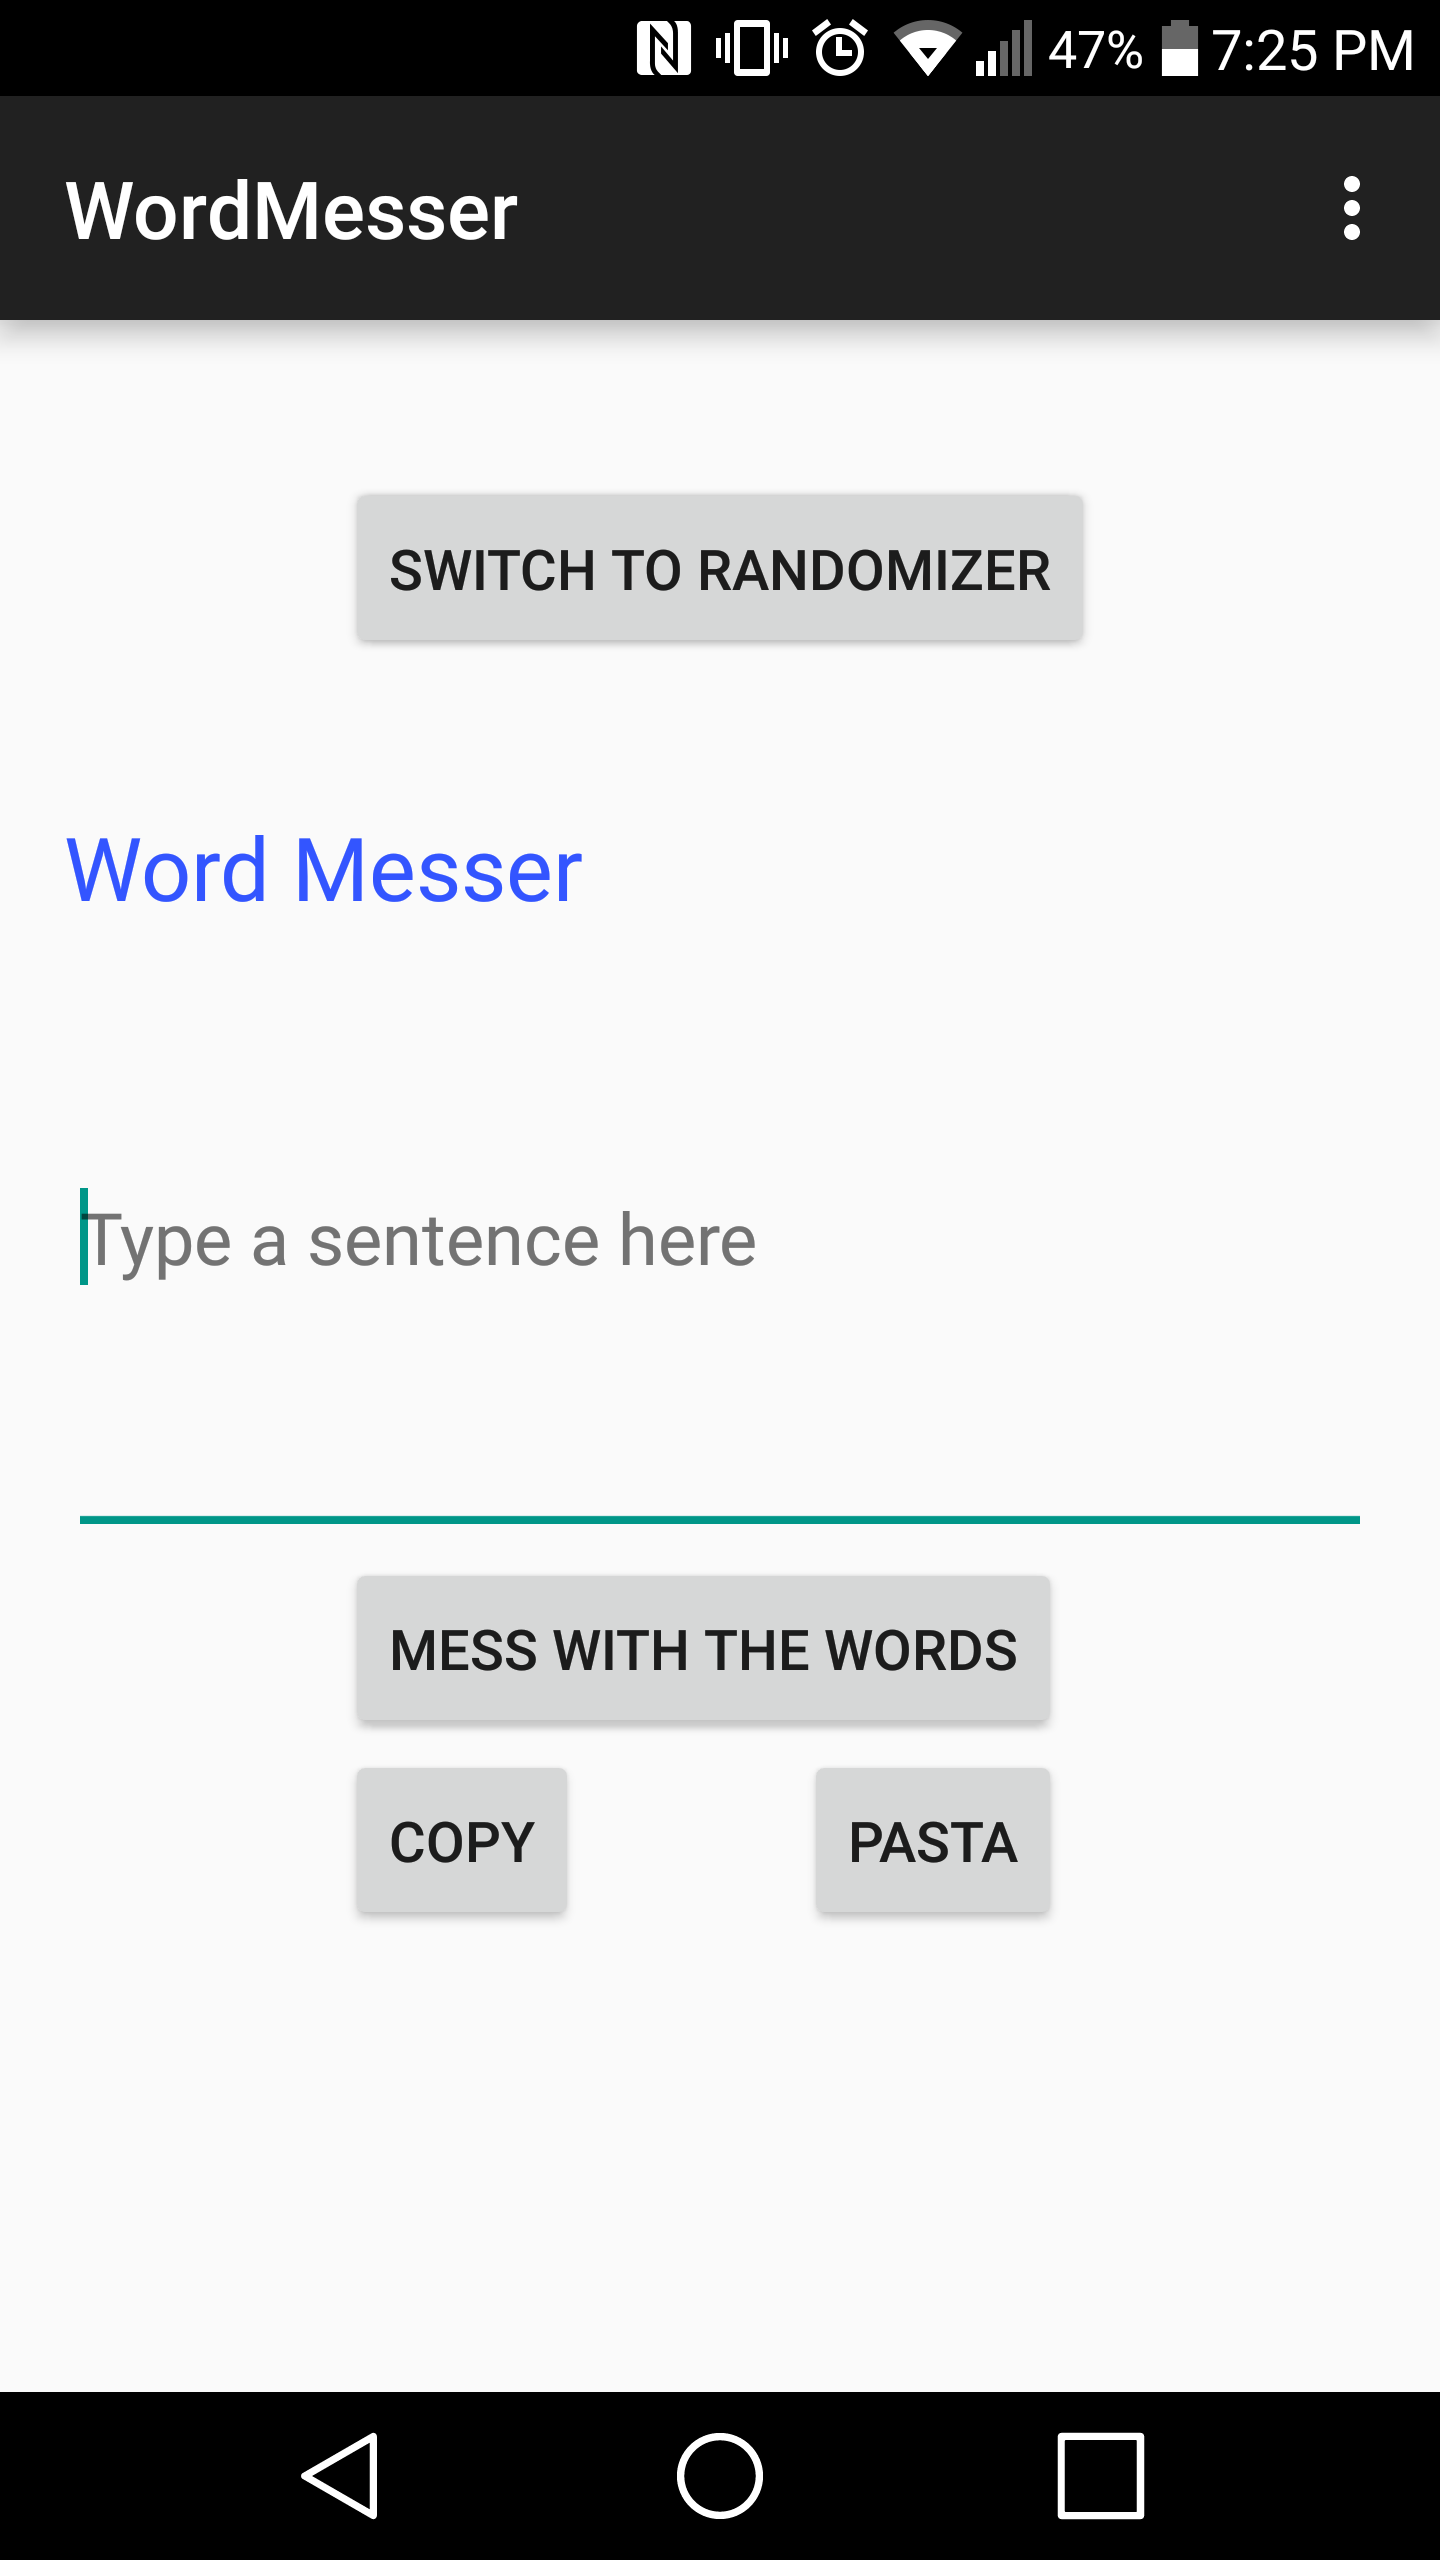 47% 7:25 PM
WordMesser
SWITCH TO RANDOMIZER
Word Messer
Type a sentence here
MESS WITH THE WORDS
COPY PASTA